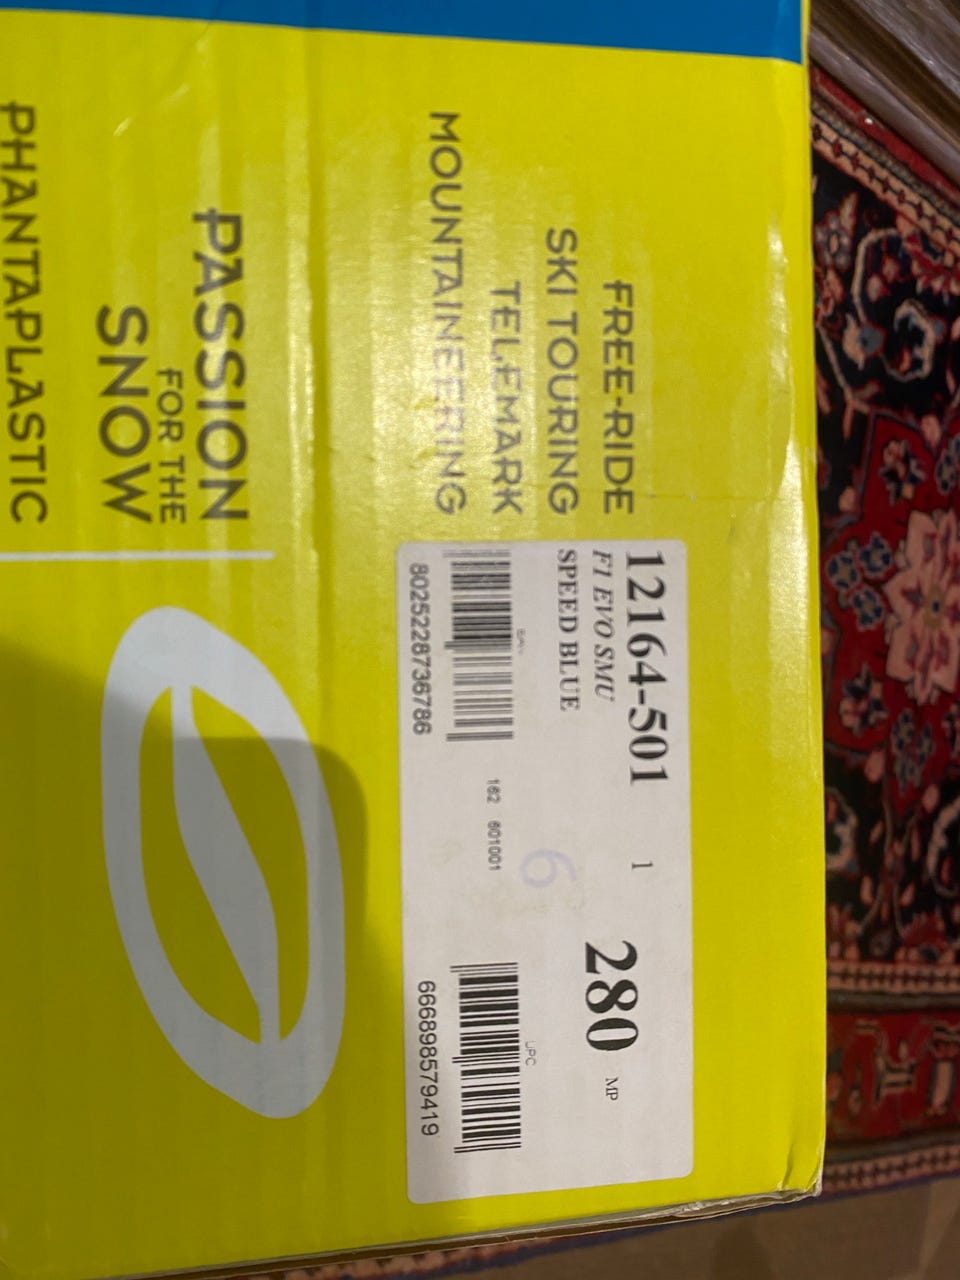 FREE-RIDE
SKI TOURING
TELEMARK
MOUNTAINEERING
PASSION
FOR THE
SNOW
PHANTAPLASTIC
12164-501 1 280 MP
F1 EVO SMU
SPEED BLUE
6
UPC
162 601001
8025228736786
666898579419